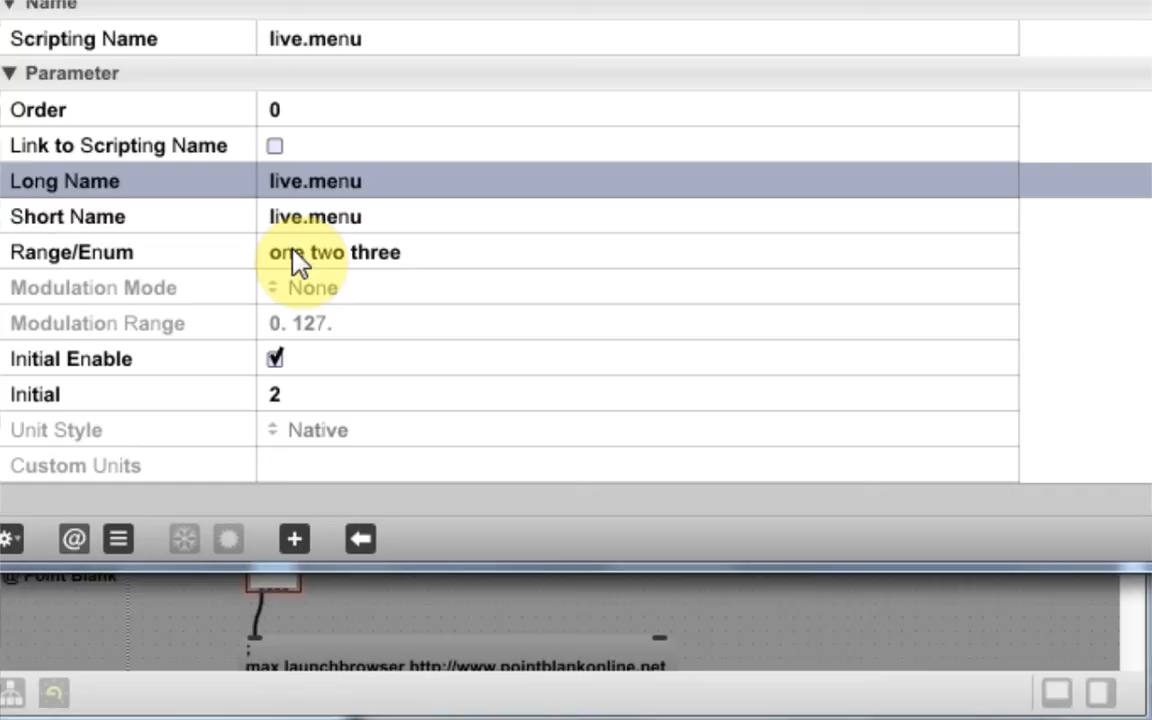 Name
Scripting Name live.menu
Parameter
Order 0
Link to Scripting Name
Long Name live.menu
Short Name live.menu
Range/Enum one two three
Modulation Mode None
Modulation Range 0. 127.
Initial Enable
Initial 2
Unit Style Native
Custom Units
@ Point Blank
;
max launchbrowser http://www.pointblankonline.net